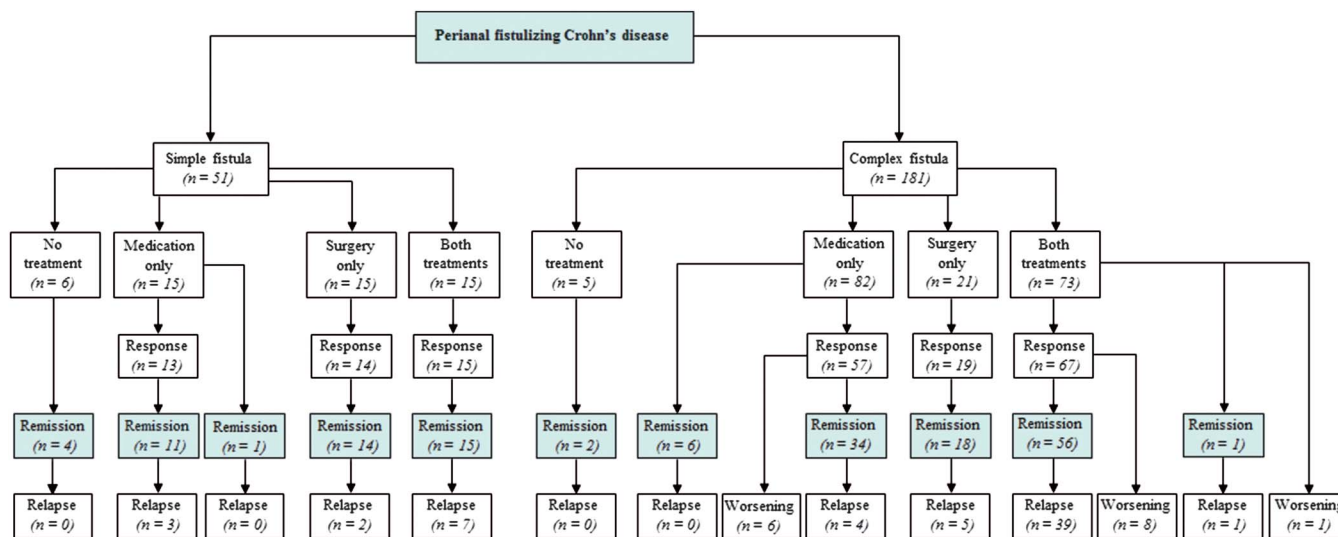 Perianal fistulizing Crohn's disease
Simple fistula
(n = 51)
Complex fistula
(n = 181)
No
treatment
(n = 6)
Medication
only
(n = 15)
Surgery
only
(n = 15)
Both
treatments
(n = 15)
No
treatment
(n = 5)
Medication
only
(n = 82)
Surgery
only
(n = 21)
Both
treatments
(n = 73)
Response
(n = 13)
Response
(n = 14)
Response
(n = 15)
Response
(n = 57)
Response
(n = 19)
Response
(n = 67)
Remission
(n = 4)
Remission
(n = 11)
Remission
(n = 1)
Remission
(n = 14)
Remission
(n = 15)
Remission
(n = 2)
Remission
(n = 6)
Remission
(n = 34)
Remission
(n = 18)
Remission
(n = 56)
Remission
(n = 1)
Relapse
(n = 0)
Relapse
(n = 3)
Relapse
(n = 0)
Relapse
(n = 2)
Relapse
(n = 7)
Relapse
(n = 0)
Relapse
(n = 0)
Worsening
(n = 6)
Relapse
(n = 4)
Relapse
(n = 5)
Relapse
(n = 39)
Worsening
(n = 8)
Relapse
(n = 1)
Worsening
(n = 1)